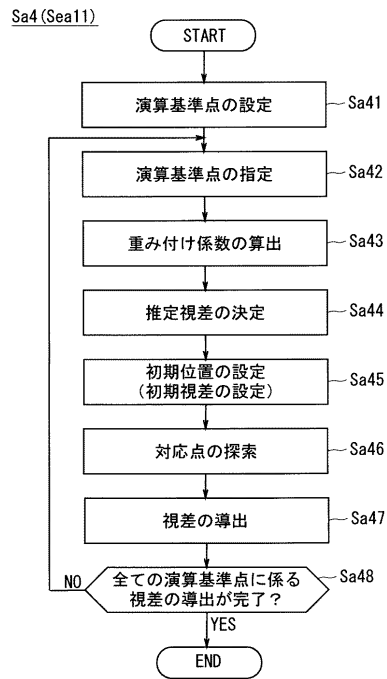 Sa4(Sea11)
START
演算基準点の設定
Sa41
演算基準点の指定
Sa42
重み付け係数の算出
Sa43
推定視差の決定
Sa44
初期位置の設定
(初期視差の設定)
Sa45
対応点の探索
Sa46
視差の導出
Sa47
全ての演算基準点に係る
視差の導出が完了？
Sa48
NO
YES
END